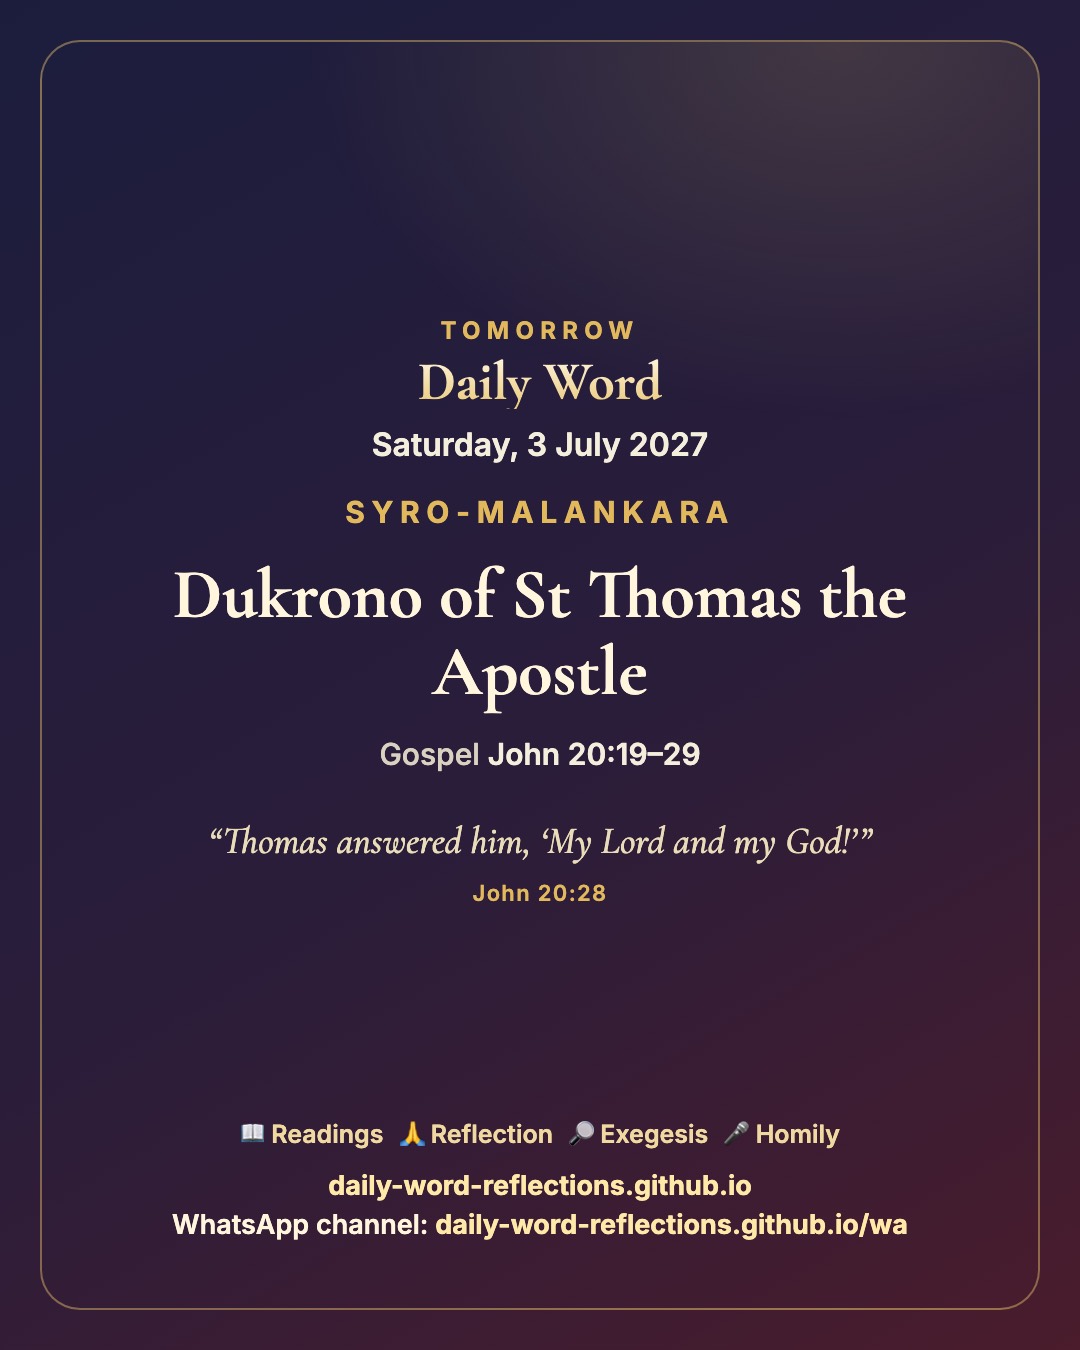 TOMORROW
Daily Word
Saturday, 3 July 2027
SYRO-MALANKARA
Dukrono of St Thomas the
Apostle
Gospel John 20:19–29
“Thomas answered him, ‘My Lord and my God!’”
John 20:28
📖 Readings 🙏 Reflection 🔎 Exegesis 🎤 Homily
daily-word-reflections.github.io
WhatsApp channel: daily-word-reflections.github.io/wa